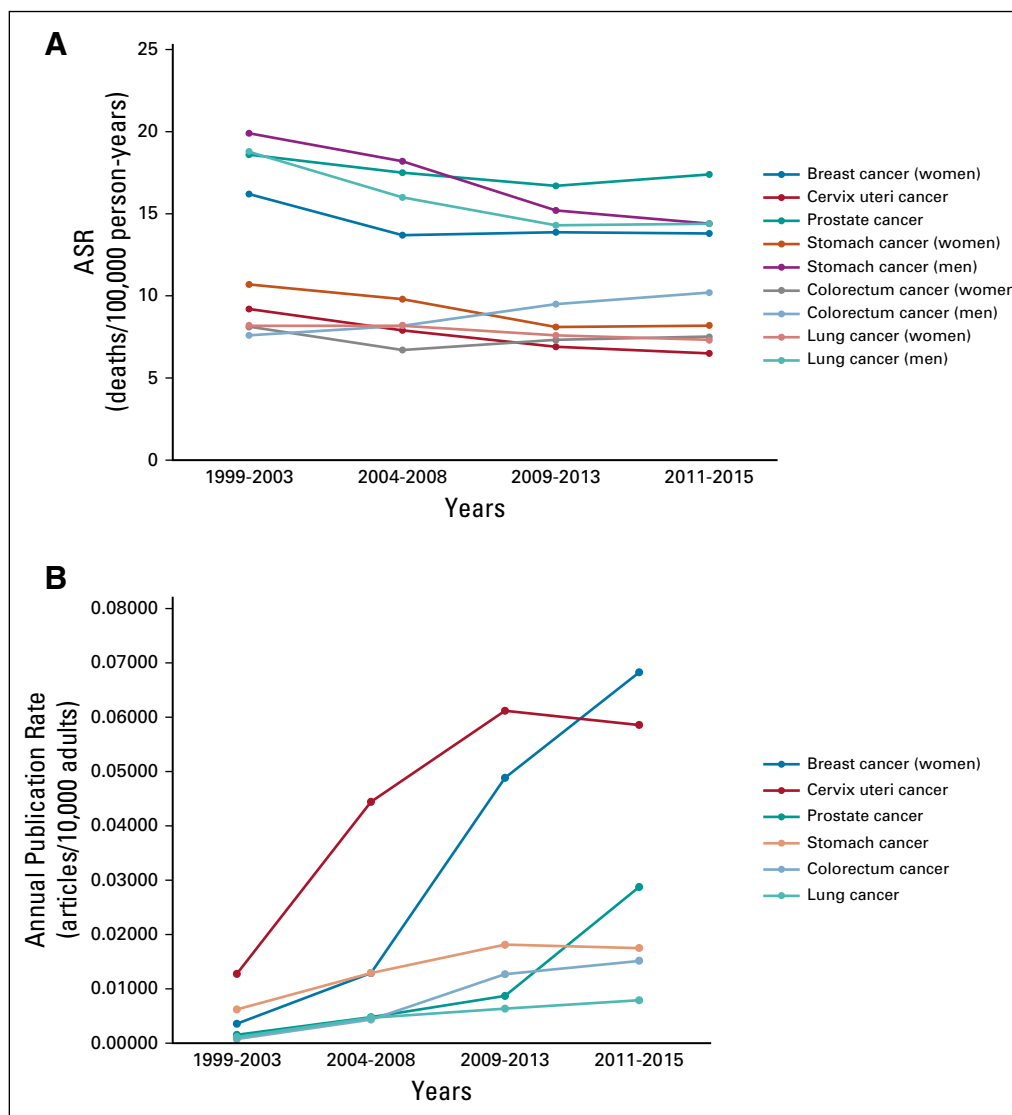 A
25
20
15
10
5
0
ASR
(deaths/100,000 person-years)
1999-2003
2004-2008
2009-2013
2011-2015
Years
Breast cancer (women)
Cervix uteri cancer
Prostate cancer
Stomach cancer (women)
Stomach cancer (men)
Colorectum cancer (women
Colorectum cancer (men)
Lung cancer (women)
Lung cancer (men)
B
0.08000
0.07000
0.06000
0.05000
0.04000
0.03000
0.02000
0.01000
0.00000
Annual Publication Rate
(articles/10,000 adults)
1999-2003
2004-2008
2009-2013
2011-2015
Years
Breast cancer (women)
Cervix uteri cancer
Prostate cancer
Stomach cancer
Colorectum cancer
Lung cancer